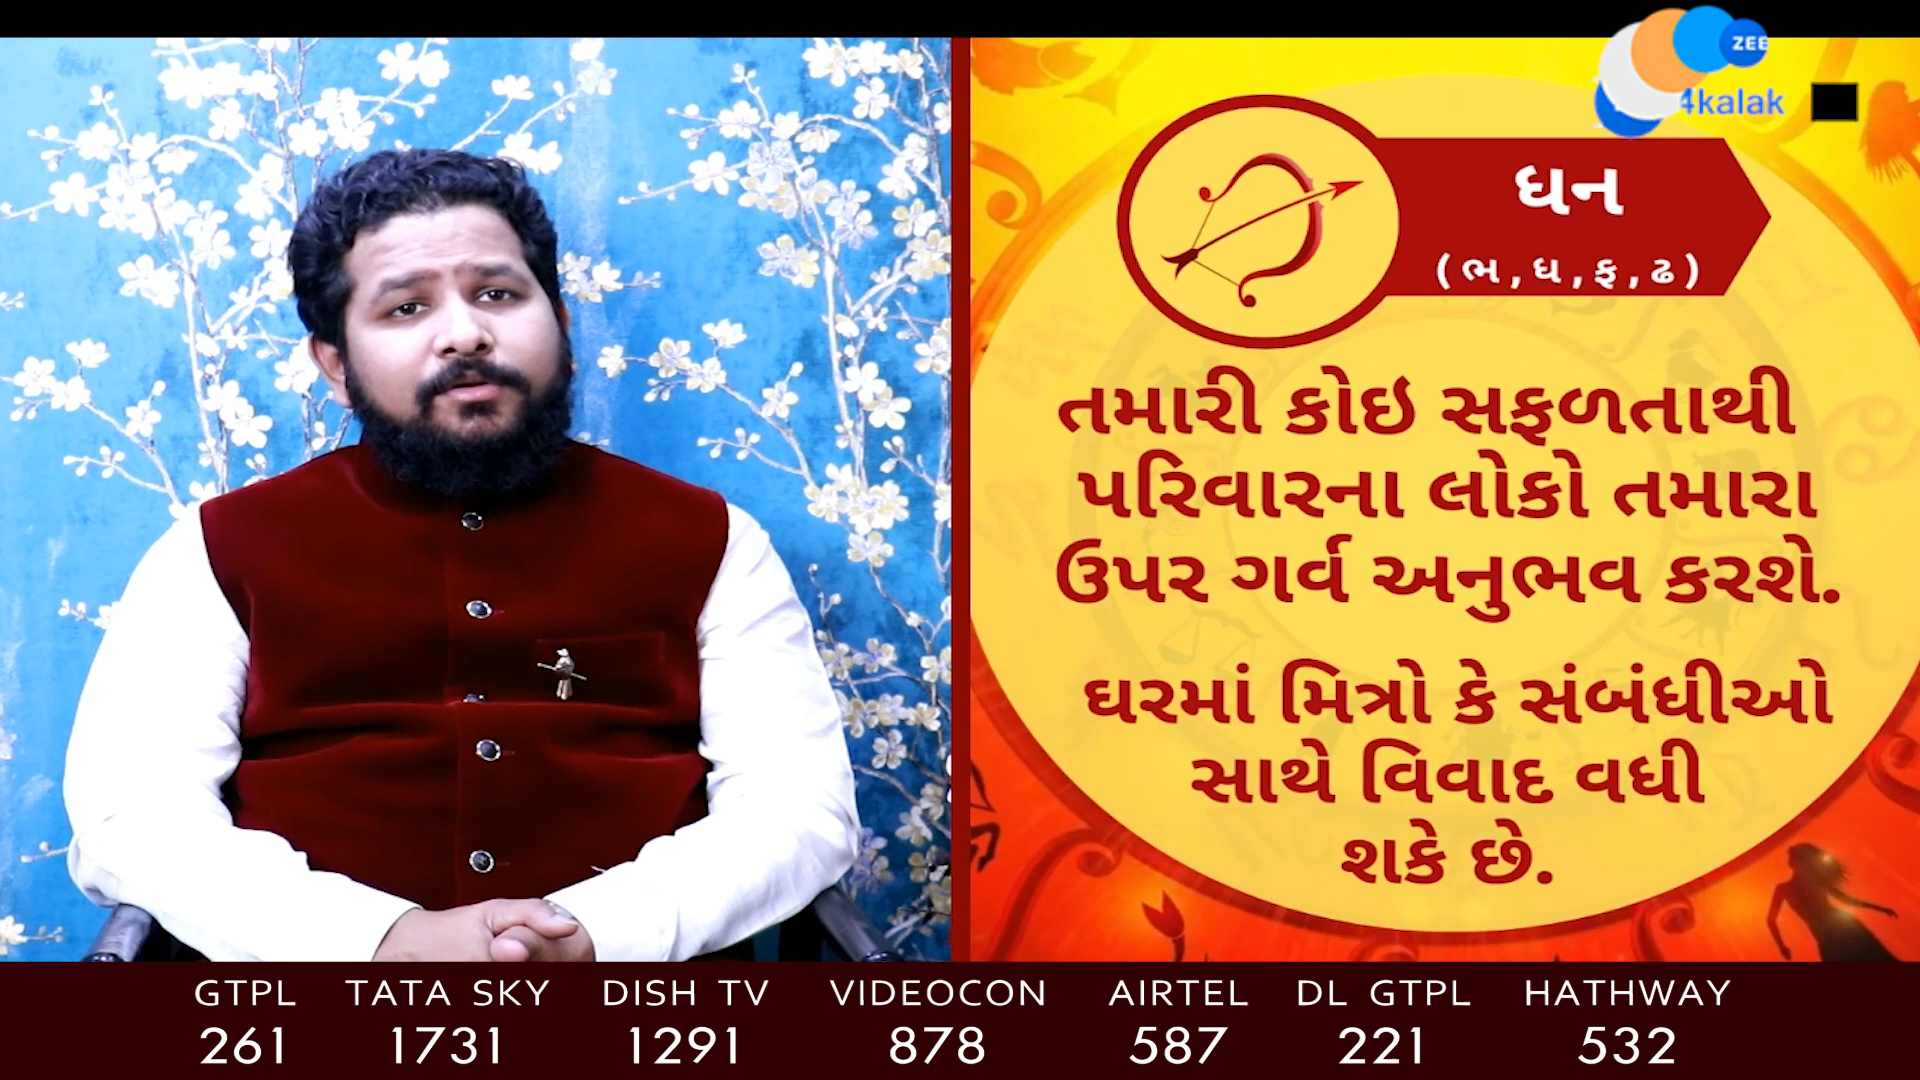 ZEE
4kalak
ધન
(ભ,ધ,ફ,ઢ)
તમારી કોઇ સફળતાથી
પરિવારના લોકો તમારા
ઉપર ગર્વ અનુભવ કરશે.
ઘરમાં મિત્રો કે સંબંધીઓ
સાથે વિવાદ વધી
શકે છે.
GTPL TATA SKY DISH TV VIDEOCON AIRTEL DL GTPL HATHWAY
261 1731 1291 878 587 221 532